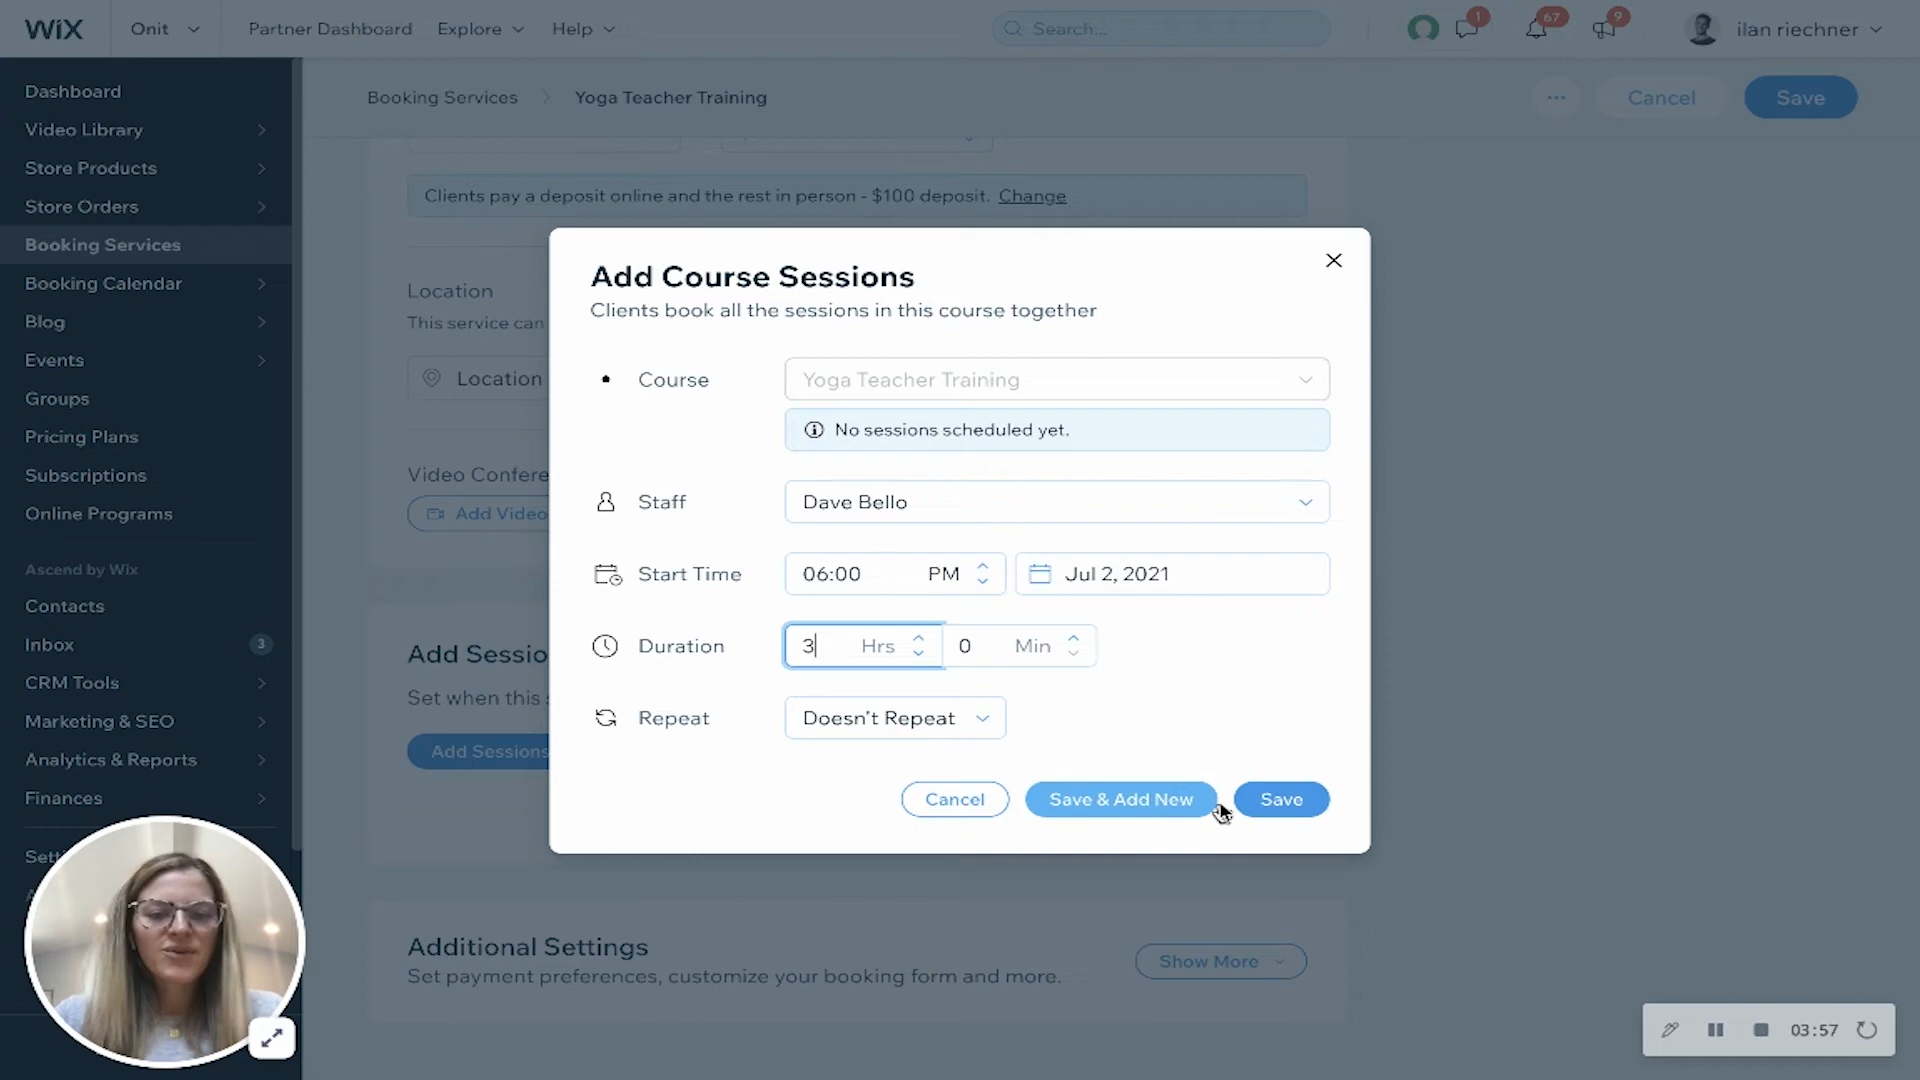 WIX
Onit
Partner Dashboard
Explore
Help
Search...
1
67
9
ilan riechner
Dashboard
Video Library
Store Products
Store Orders
Booking Services
Booking Calendar
Blog
Events
Groups
Pricing Plans
Subscriptions
Online Programs
Ascend by Wix
Contacts
Inbox
3
CRM Tools
Marketing & SEO
Analytics & Reports
Finances
Booking Services
Yoga Teacher Training
...
Cancel
Save
Clients pay a deposit online and the rest in person - $100 deposit. Change
Location
This service can
Location
Video
Add Video
Add
Set when this
Add Sessions
Additional Settings
Set payment preferences, customize your booking form and more.
Show More
Add Course Sessions
Clients book all the sessions in this course together
Course
Yoga Teacher Training
No sessions scheduled yet.
Staff
Dave Bello
Start Time
06:00 PM
Jul 2, 2021
Duration
3 Hrs
0 Min
Repeat
Doesn't Repeat
Cancel
Save & Add New
Save
03:57